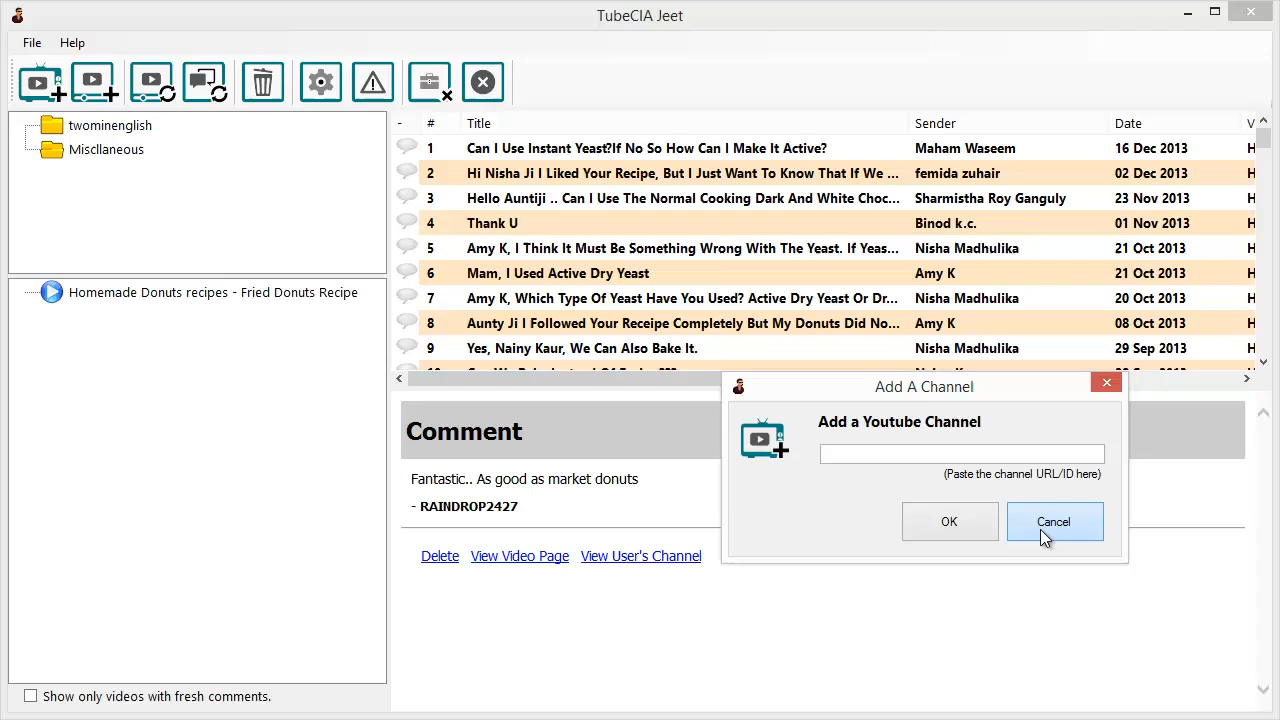 TubeCIA Jeet
File Help
twominenglish
Miscllaneous
- # Title Sender Date V
1 Can I Use Instant Yeast?If No So How Can I Make It Active? Maham Waseem 16 Dec 2013 H
2 Hi Nisha Ji I Liked Your Recipe, But I Just Want To Know That If We ... femida zuhair 02 Dec 2013 H
3 Hello Auntiji .. Can I Use The Normal Cooking Dark And White Choc... Sharmistha Roy Ganguly 23 Nov 2013 H
4 Thank U Binod k.c. 01 Nov 2013 H
5 Amy K, I Think It Must Be Something Wrong With The Yeast. If Yeas... Nisha Madhulika 21 Oct 2013 H
6 Mam, I Used Active Dry Yeast Amy K 21 Oct 2013 H
7 Amy K, Which Type Of Yeast Have You Used? Active Dry Yeast Or Dr... Nisha Madhulika 20 Oct 2013 H
8 Aunty Ji I Followed Your Receipe Completely But My Donuts Did No... Amy K 08 Oct 2013 H
9 Yes, Nainy Kaur, We Can Also Bake It. Nisha Madhulika 29 Sep 2013 H
Homemade Donuts recipes - Fried Donuts Recipe
Show only videos with fresh comments.
Comment
Fantastic.. As good as market donuts
- RAINDROP2427
Delete View Video Page View User's Channel
Add A Channel
Add a Youtube Channel
(Paste the channel URL/ID here)
OK Cancel